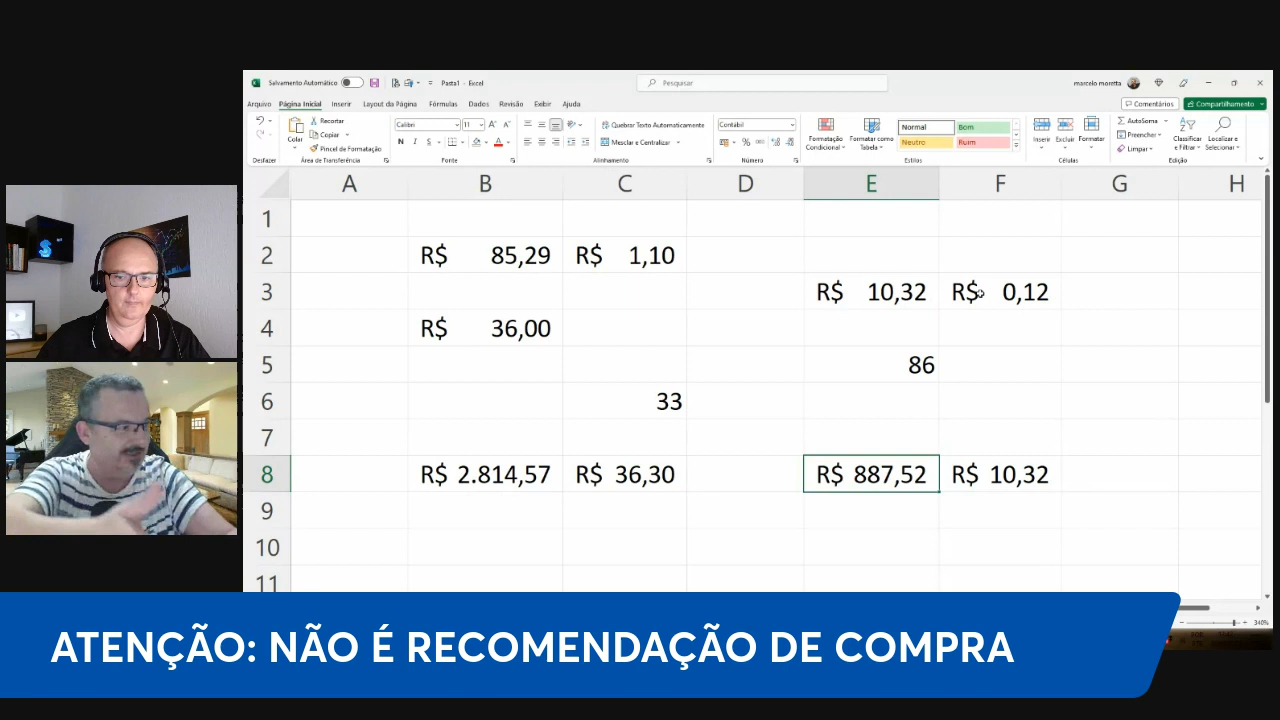 Salvamento Automático Pasta1 - Excel Pesquisar marcelo moretta
Arquivo Página Inicial Inserir Layout da Página Fórmulas Dados Revisão Exibir Ajuda Comentários Compartilhamento
Recortar Calibri 11 Quebrar Texto Automaticamente Contábil Normal Bom AutoSoma
Colar Copiar Formatação Formatar como Inserir Excluir Formatar Preencher Classificar Localizar e
Pincel de Formatação N I S Mesclar e Centralizar Condicional Tabela Neutro Ruim Limpar e Filtrar Selecionar
Desfazer Área de Transferência Fonte Alinhamento Número Estilos Células Edição
A B C D E F G H
1
2 R$ 85,29 R$ 1,10
3 R$ 10,32 R$ 0,12
4 R$ 36,00
5 86
6 33
7
8 R$ 2.814,57 R$ 36,30 R$ 887,52 R$ 10,32
9
10
11
340%
ATENÇÃO: NÃO É RECOMENDAÇÃO DE COMPRA